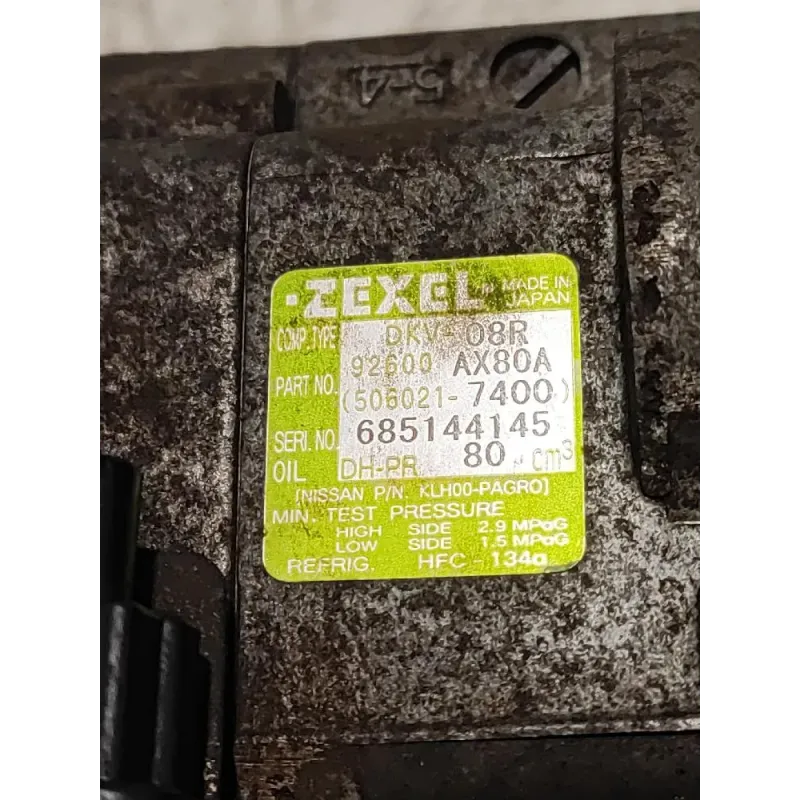 5-4
·ZEXEL MADE IN
JAPAN
COMP. TYPE DKV-08R
PART NO. 92600 AX80A
(506021-7400)
SERI. NO. 685144145
OIL DH-PR 80 cm³
[NISSAN P/N. KLH00-PAGR0]
MIN. TEST PRESSURE
HIGH SIDE 2.9 MPaG
LOW SIDE 1.5 MPaG
REFRIG. HFC-134a